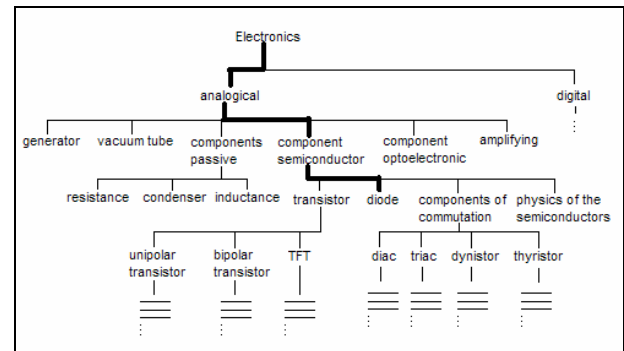 Electronics
analogical digital
generator vacuum tube components passive component semiconductor component optoelectronic amplifying
resistance condenser inductance transistor diode components of commutation physics of the semiconductors
unipolar transistor bipolar transistor TFT diac triac dynistor thyristor